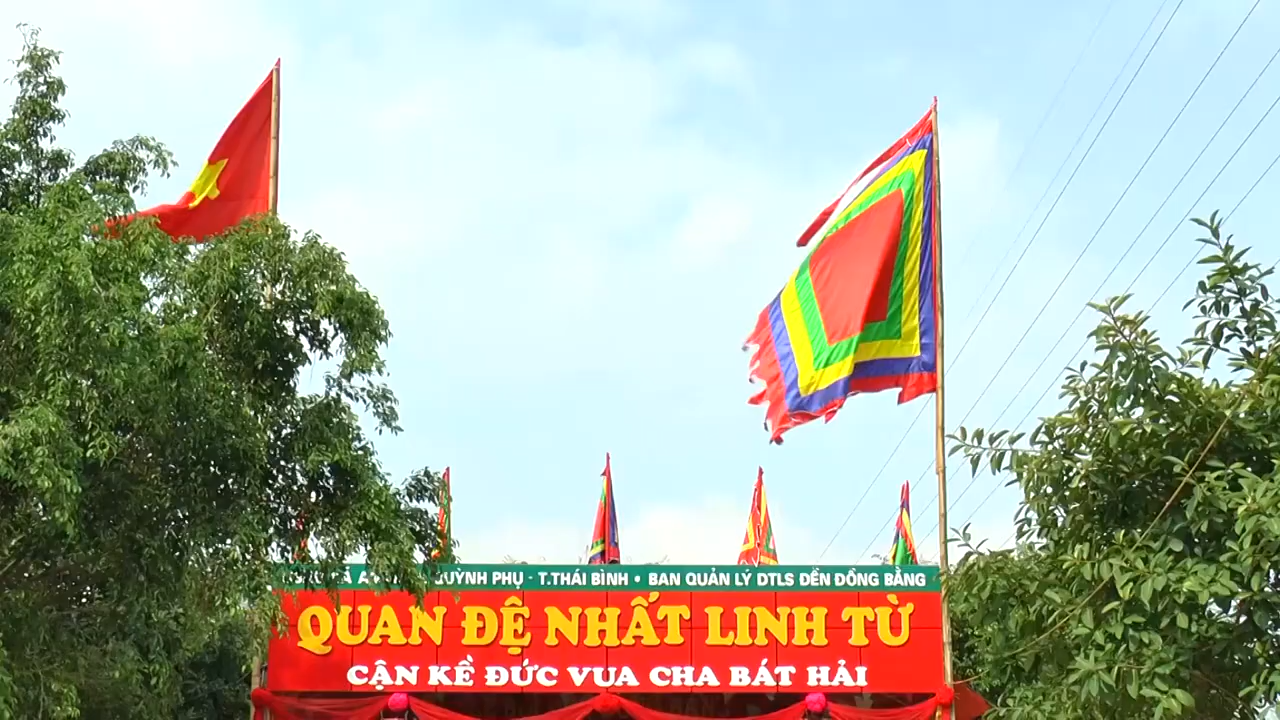 QUỲNH PHỤ - T.THÁI BÌNH • BAN QUẢN LÝ DTLS ĐỀN ĐỒNG BẰNG
QUAN ĐỆ NHẤT LINH TỪ
CẬN KỀ ĐỨC VUA CHA BÁT HẢI